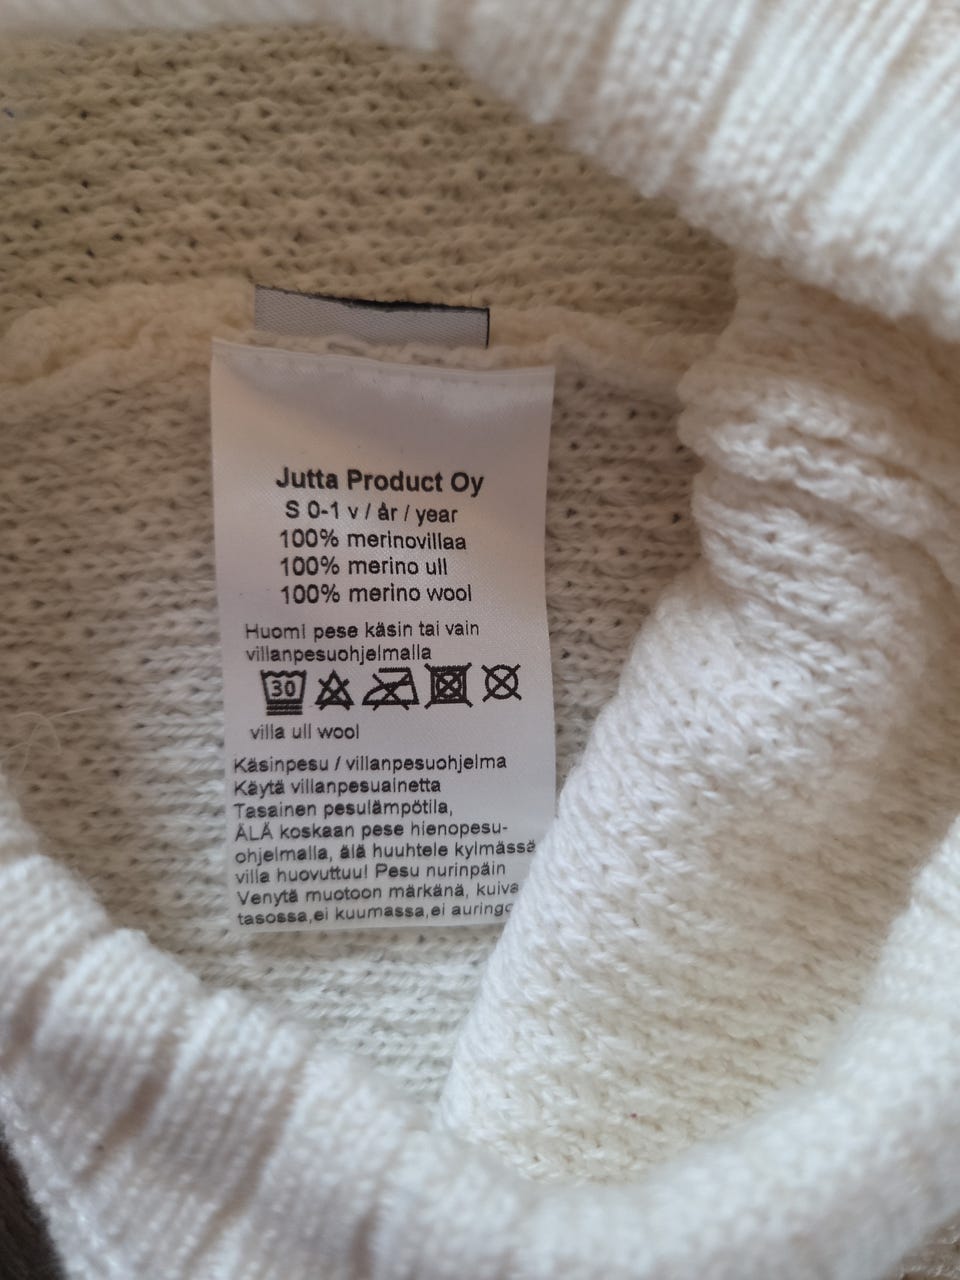 Jutta Product Oy
S 0-1 v / år / year
100% merinovillaa
100% merino ull
100% merino wool
Huom! pese käsin tai vain
villanpesuohjelmalla
30
villa ull wool
Käsinpesu / villanpesuohjelma
Käytä villanpesuainetta
Tasainen pesulämpötila,
ÄLÄ koskaan pese hienopesu-
ohjelmalla, älä huuhtele kylmässä
villa huovuttuu! Pesu nurinpäin
Venytä muotoon märkänä, kuiva
tasossa,ei kuumassa,ei